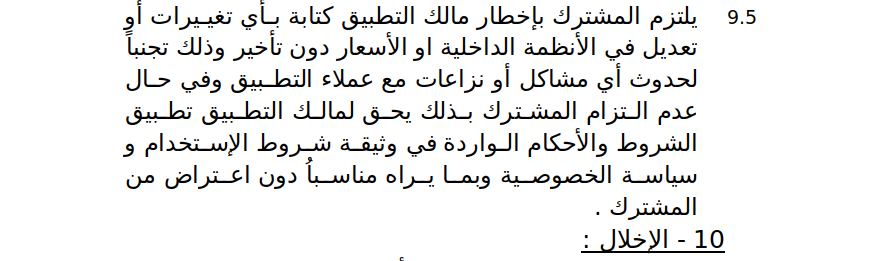 9.5 يلتزم المشترك بإخطار مالك التطبيق كتابة بأي تغييرات أو
تعديل في الأنظمة الداخلية او الأسعار دون تأخير وذلك تجنباً
لحدوث أي مشاكل أو نزاعات مع عملاء التطبيق وفي حال
عدم التزام المشترك بذلك يحق لمالك التطبيق تطبيق
الشروط والأحكام الواردة في وثيقة شروط الإستخدام و
سياسة الخصوصية وبما يراه مناسباُ دون اعتراض من
المشترك .
10 - الإخلال :